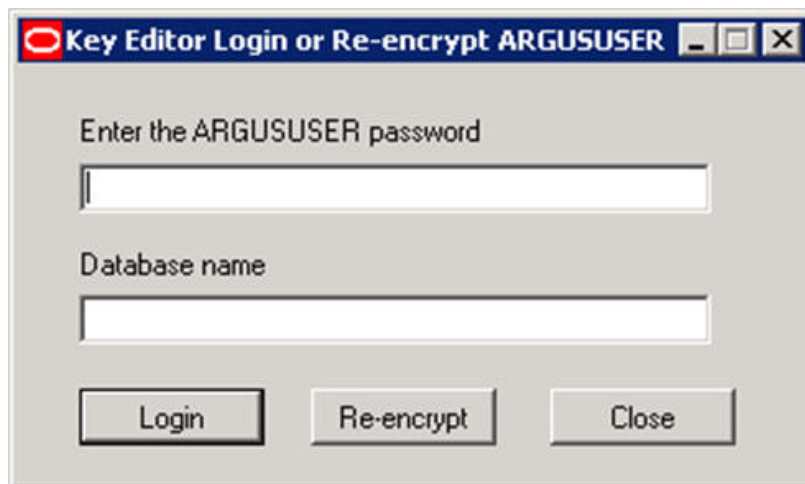 Key Editor Login or Re-encrypt ARGUSUSER
Enter the ARGUSUSER password
Database name
Login Re-encrypt Close